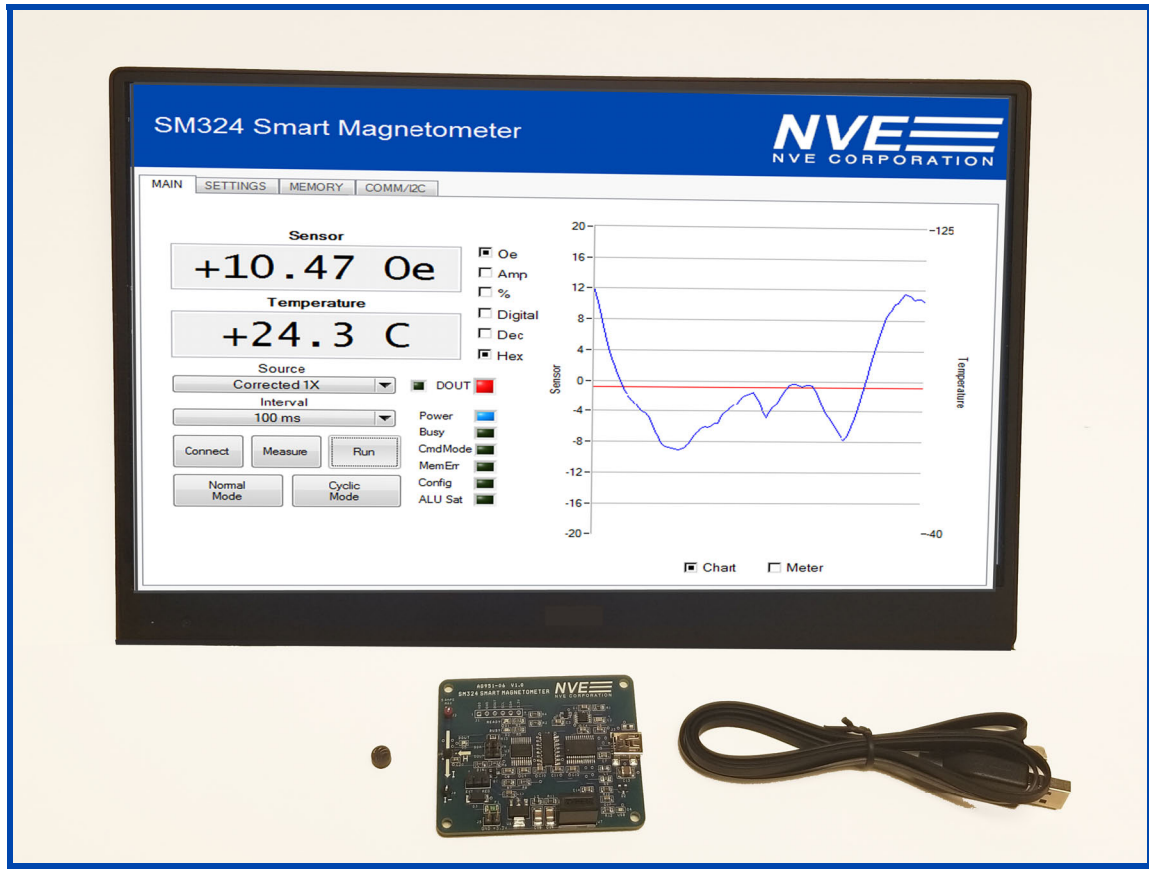 SM324 Smart Magnetometer
NVE
NVE CORPORATION
MAIN SETTINGS MEMORY COMM/I2C
Sensor
+10.47 Oe
Temperature
+24.3 C
Oe
Amp
%
Digital
Dec
Hex
Source
Corrected 1X
Interval
100 ms
DOUT
Connect
Measure
Run
Normal
Mode
Cyclic
Mode
Power
Busy
CmdMode
MemErr
Config
ALU Sat
20
16
12
8
4
0
-4
-8
-12
-16
-20
Sensor
-125
--40
Temperature
Chart
Meter
SM324 SMART MAGNETOMETER
NVE
NVE CORPORATION